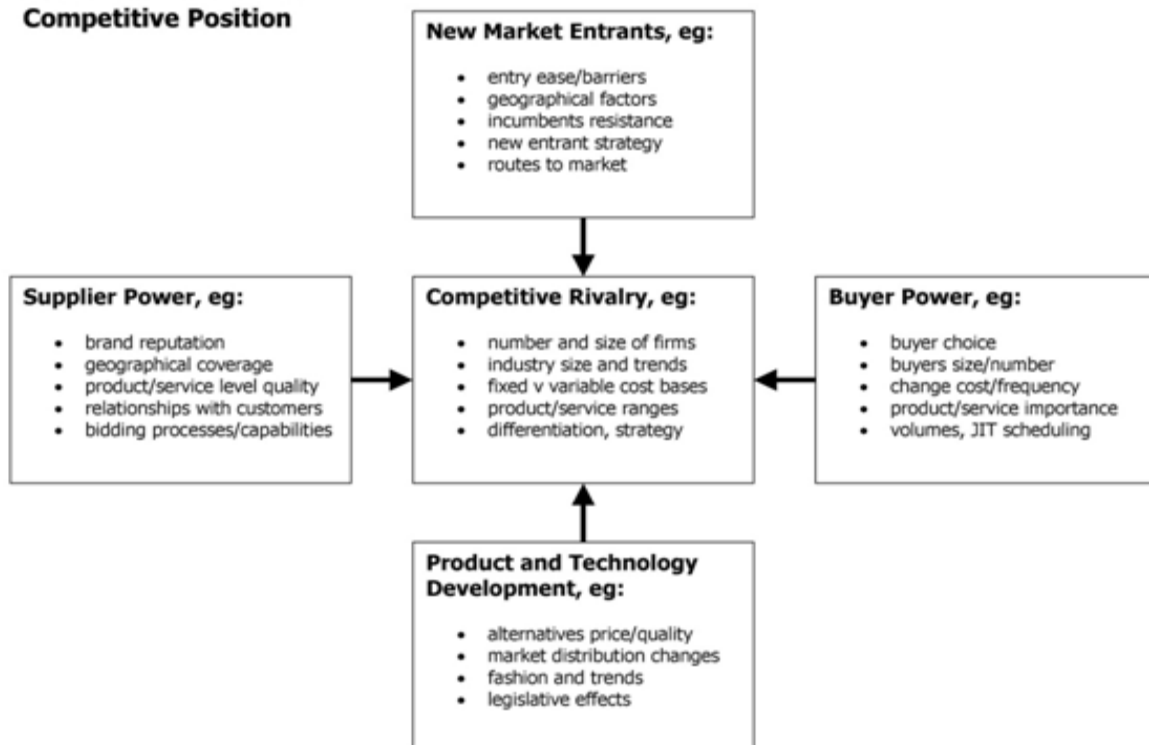 Competitive Position
New Market Entrants, eg:
• entry ease/barriers
• geographical factors
• incumbents resistance
• new entrant strategy
• routes to market
Supplier Power, eg:
• brand reputation
• geographical coverage
• product/service level quality
• relationships with customers
• bidding processes/capabilities
Competitive Rivalry, eg:
• number and size of firms
• industry size and trends
• fixed v variable cost bases
• product/service ranges
• differentiation, strategy
Buyer Power, eg:
• buyer choice
• buyers size/number
• change cost/frequency
• product/service importance
• volumes, JIT scheduling
Product and Technology
Development, eg:
• alternatives price/quality
• market distribution changes
• fashion and trends
• legislative effects